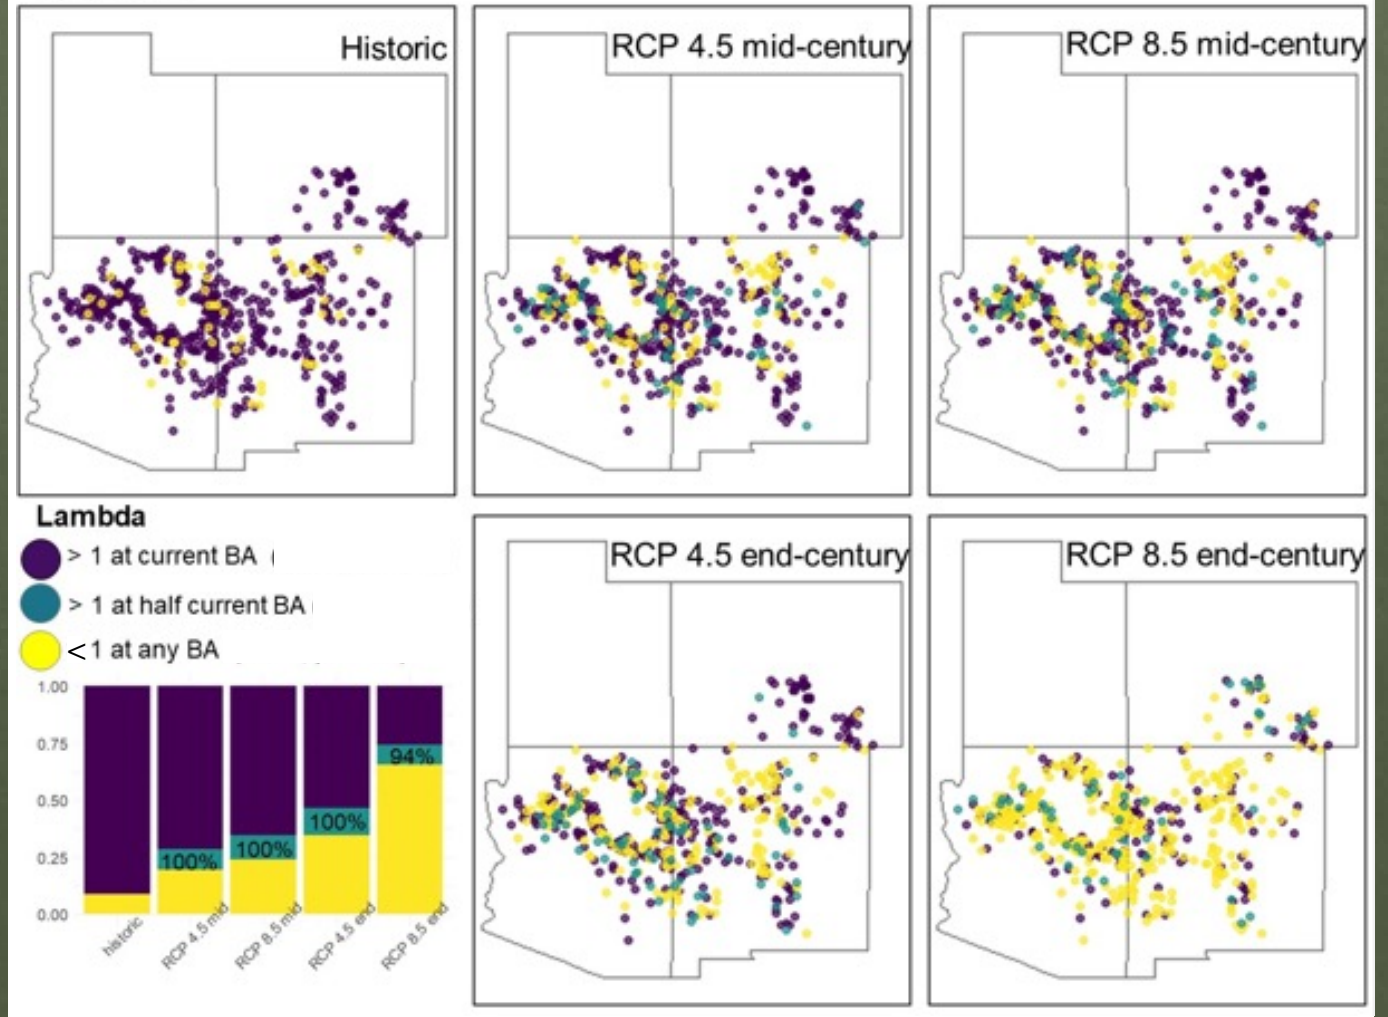 Historic
RCP 4.5 mid-century
RCP 8.5 mid-century
Lambda
> 1 at current BA (
> 1 at half current BA
< 1 at any BA
RCP 4.5 end-century
RCP 8.5 end-century
1.00
0.75
0.50
0.25
0.00
100%
100%
100%
94%
historic
RCP 4.5 mid
RCP 8.5 mid
RCP 4.5 end
RCP 8.5 end